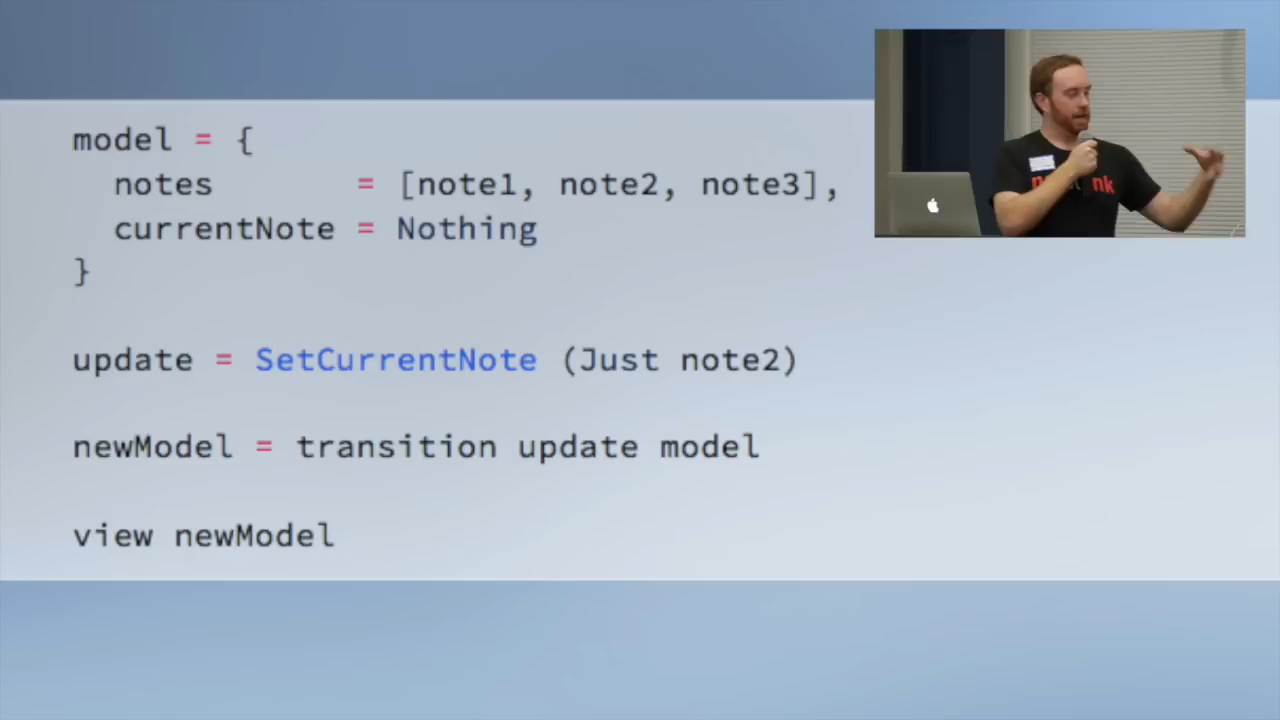 model = {
  notes       = [note1, note2, note3],
  currentNote = Nothing
}
update = SetCurrentNote (Just note2)
newModel = transition update model
view newModel